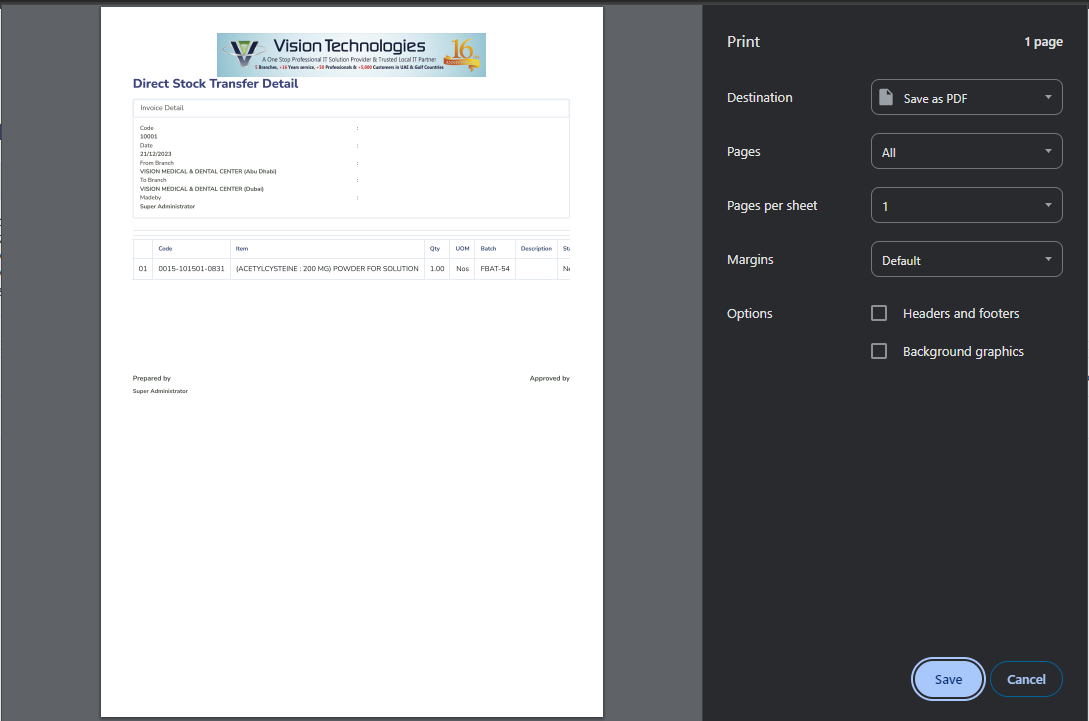 Vision Technologies
A One Stop Professional IT Solution Provider & Trusted Local IT Partner
5 Branches, +16 Years service, +50 Professionals & +5,000 Customers in UAE & Gulf Countries
16
Direct Stock Transfer Detail
Invoice Detail
Code :
10001
Date :
21/12/2023
From Branch :
VISION MEDICAL & DENTAL CENTER (Abu Dhabi)
To Branch :
VISION MEDICAL & DENTAL CENTER (Dubai)
Madeby :
Super Administrator
Code Item Qty UOM Batch Description
01 0015-101501-0831 (ACETYLCYSTEINE : 200 MG) POWDER FOR SOLUTION 1.00 Nos FBAT-54
Prepared by Approved by
Super Administrator
Print 1 page
Destination Save as PDF
Pages All
Pages per sheet 1
Margins Default
Options Headers and footers
Background graphics
Save Cancel